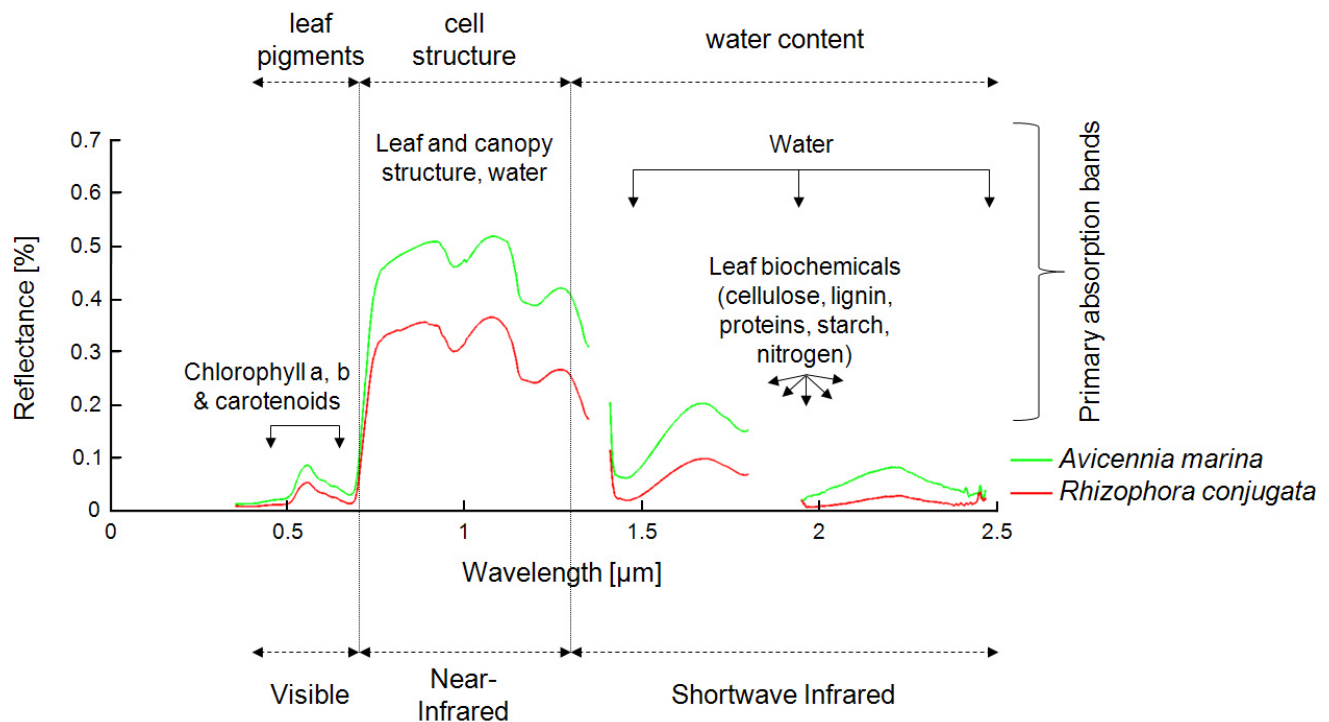 leaf
pigments
cell
structure
water content
0.7
0.6
0.5
0.4
0.3
0.2
0.1
0
Reflectance [%]
Leaf and canopy
structure, water
Water
Chlorophyll a, b
& carotenoids
Leaf biochemicals
(cellulose, lignin,
proteins, starch,
nitrogen)
Primary absorption bands
Avicennia marina
Rhizophora conjugata
0
0.5
1
1.5
2
2.5
Wavelength [µm]
Visible
Near-
Infrared
Shortwave Infrared